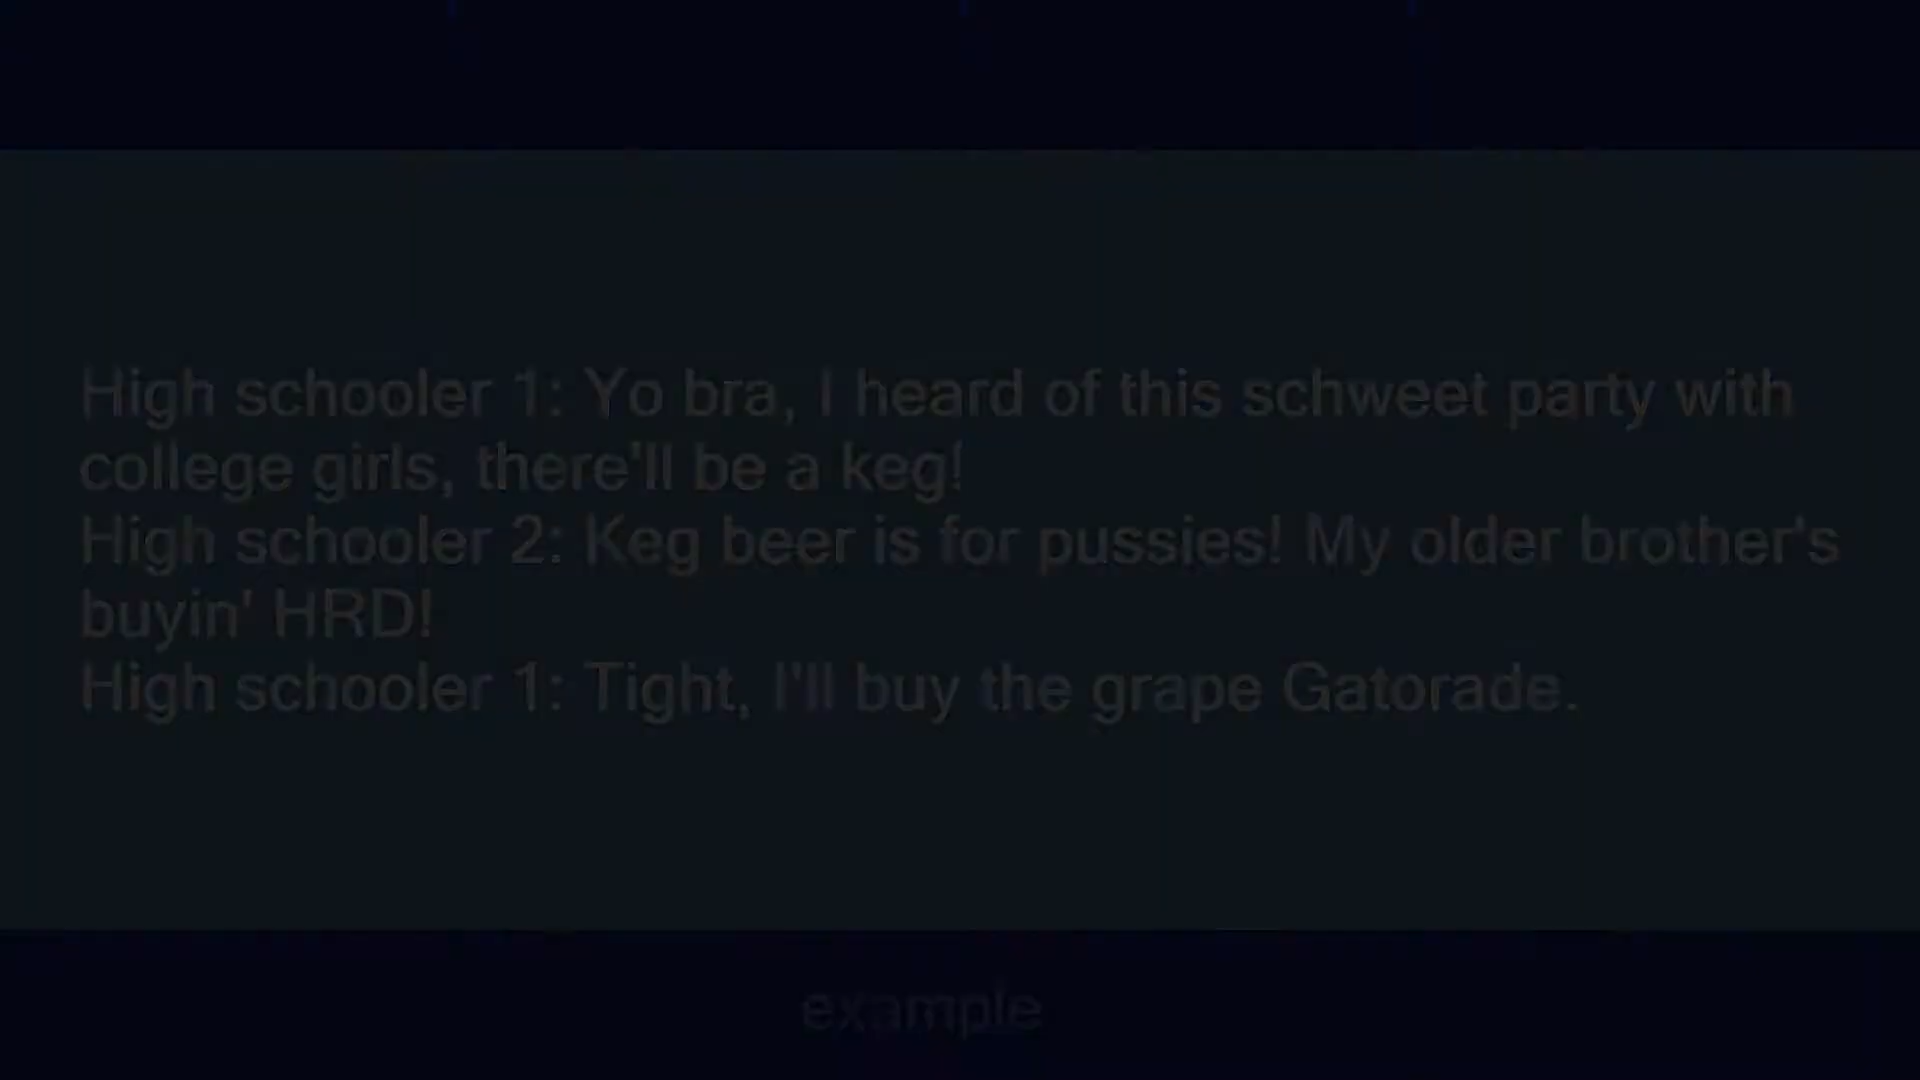 High schooler 1: Yo bra, I heard of this schweet party with
college girls, there'll be a keg!
High schooler 2: Keg beer is for pussies! My older brother's
buyin' HRD!
High schooler 1: Tight, I'll buy the grape Gatorade.
example